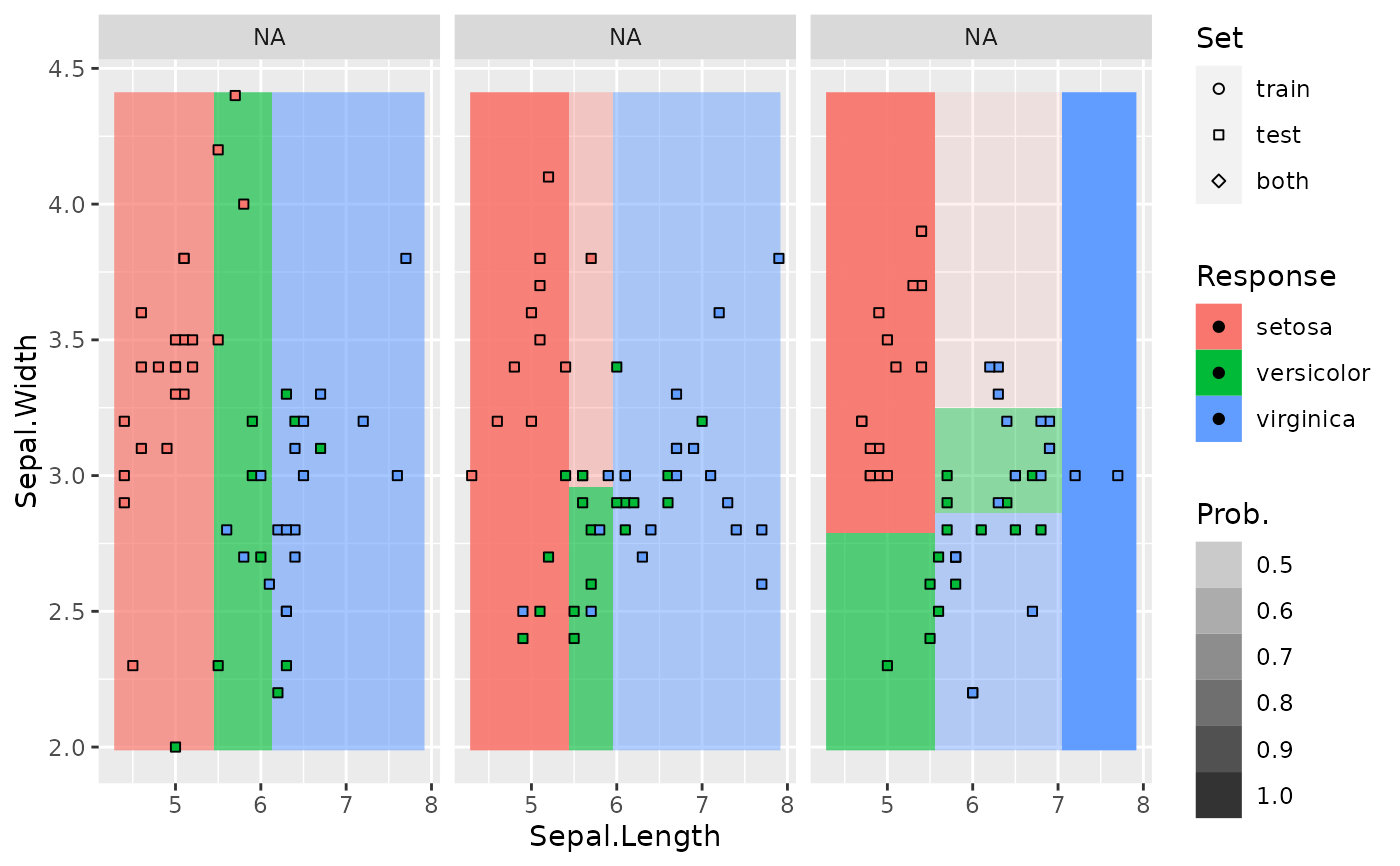 NA NA NA
4.5
4.0
3.5
3.0
2.5
2.0
Sepal.Width
5 6 7 8 5 6 7 8 5 6 7 8
Sepal.Length
Set
train
test
both
Response
setosa
versicolor
virginica
Prob.
0.5
0.6
0.7
0.8
0.9
1.0